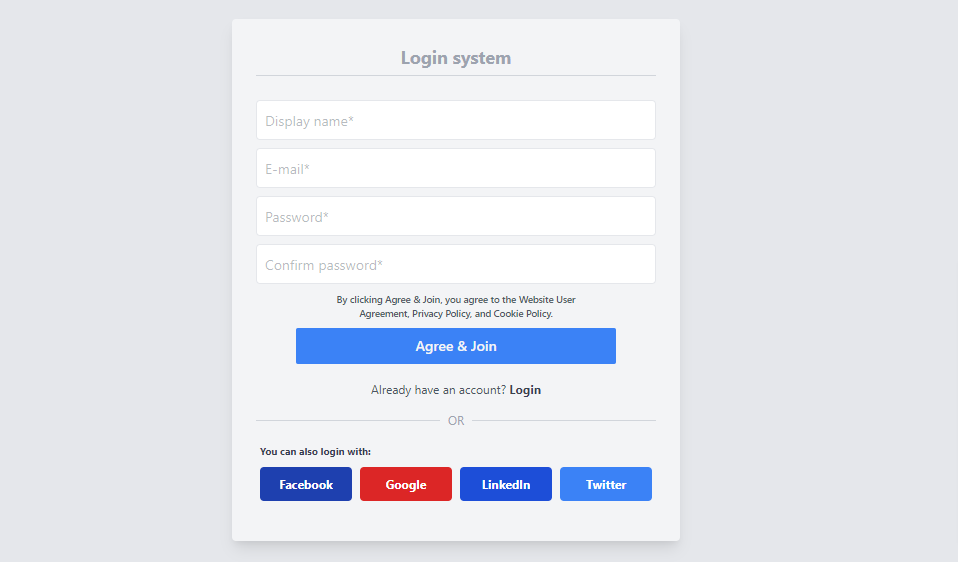 Login system
Display name*
E-mail*
Password*
Confirm password*
By clicking Agree & Join, you agree to the Website User
Agreement, Privacy Policy, and Cookie Policy.
Agree & Join
Already have an account? Login
OR
You can also login with:
Facebook Google LinkedIn Twitter